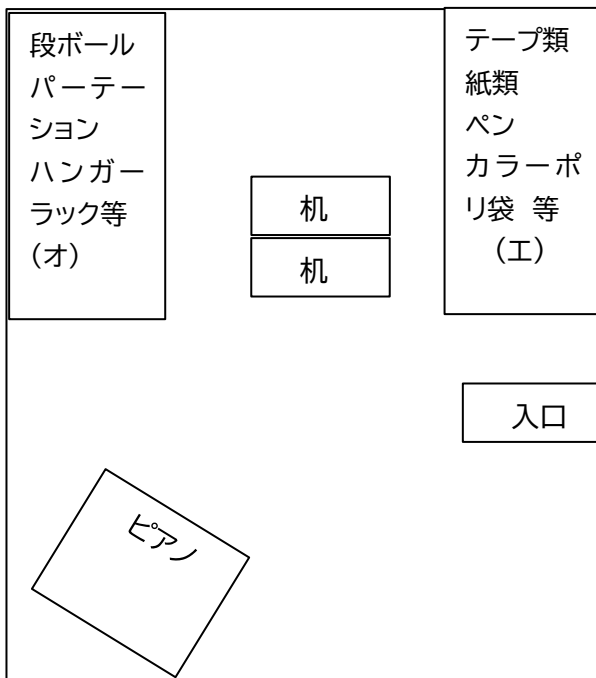 段ボール
パーテー
ション
ハンガー
ラック等
(オ)
テープ類
紙類
ペン
カラーポ
リ袋 等
(エ)
机
机
入口
ピアノ